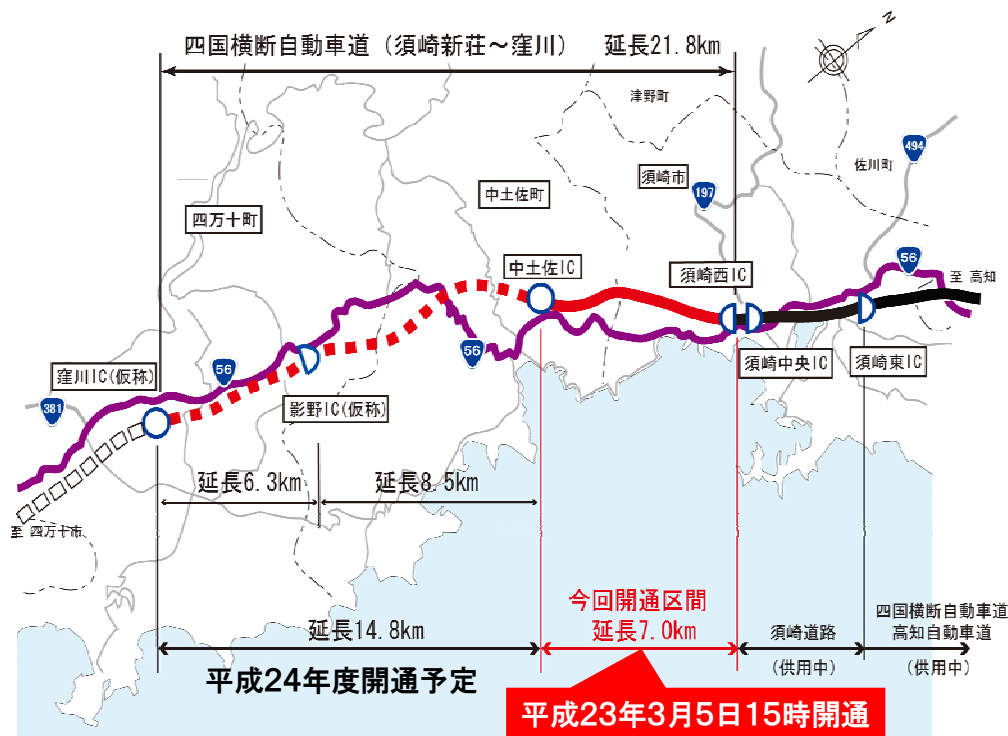 四国横断自動車道（須崎新荘～窪川）　延長21.8km
N
津野町
494
佐川町
須崎市
197
中土佐町
四万十町
56
至 高知
中土佐IC
須崎西IC
須崎中央IC
須崎東IC
56
窪川IC(仮称)
56
381
影野IC(仮称)
延長6.3km
延長8.5km
至 四万十市
延長14.8km
平成24年度開通予定
今回開通区間
延長7.0km
平成23年3月5日15時開通
須崎道路
(供用中)
四国横断自動車道
高知自動車道
(供用中)